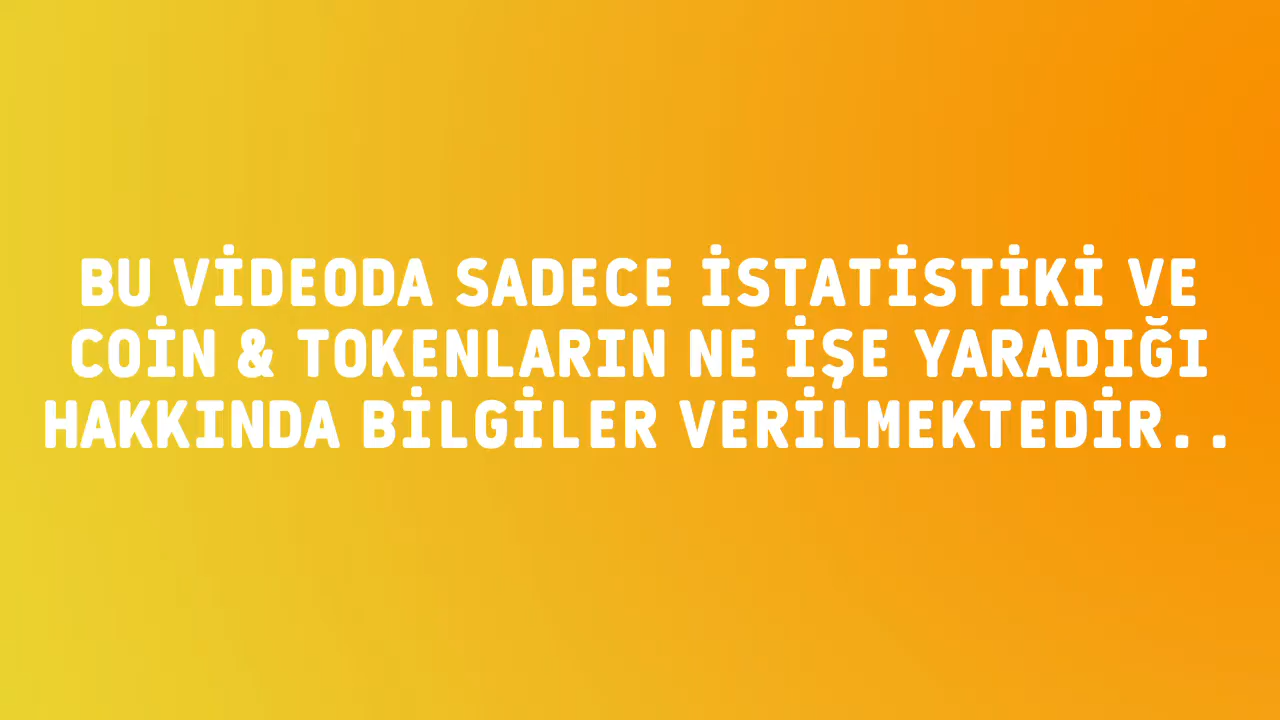 BU VİDEODA SADECE İSTATİSTİKİ VE
COİN & TOKENLARIN NE İŞE YARADIĞI
HAKKINDA BİLGİLER VERİLMEKTEDİR..